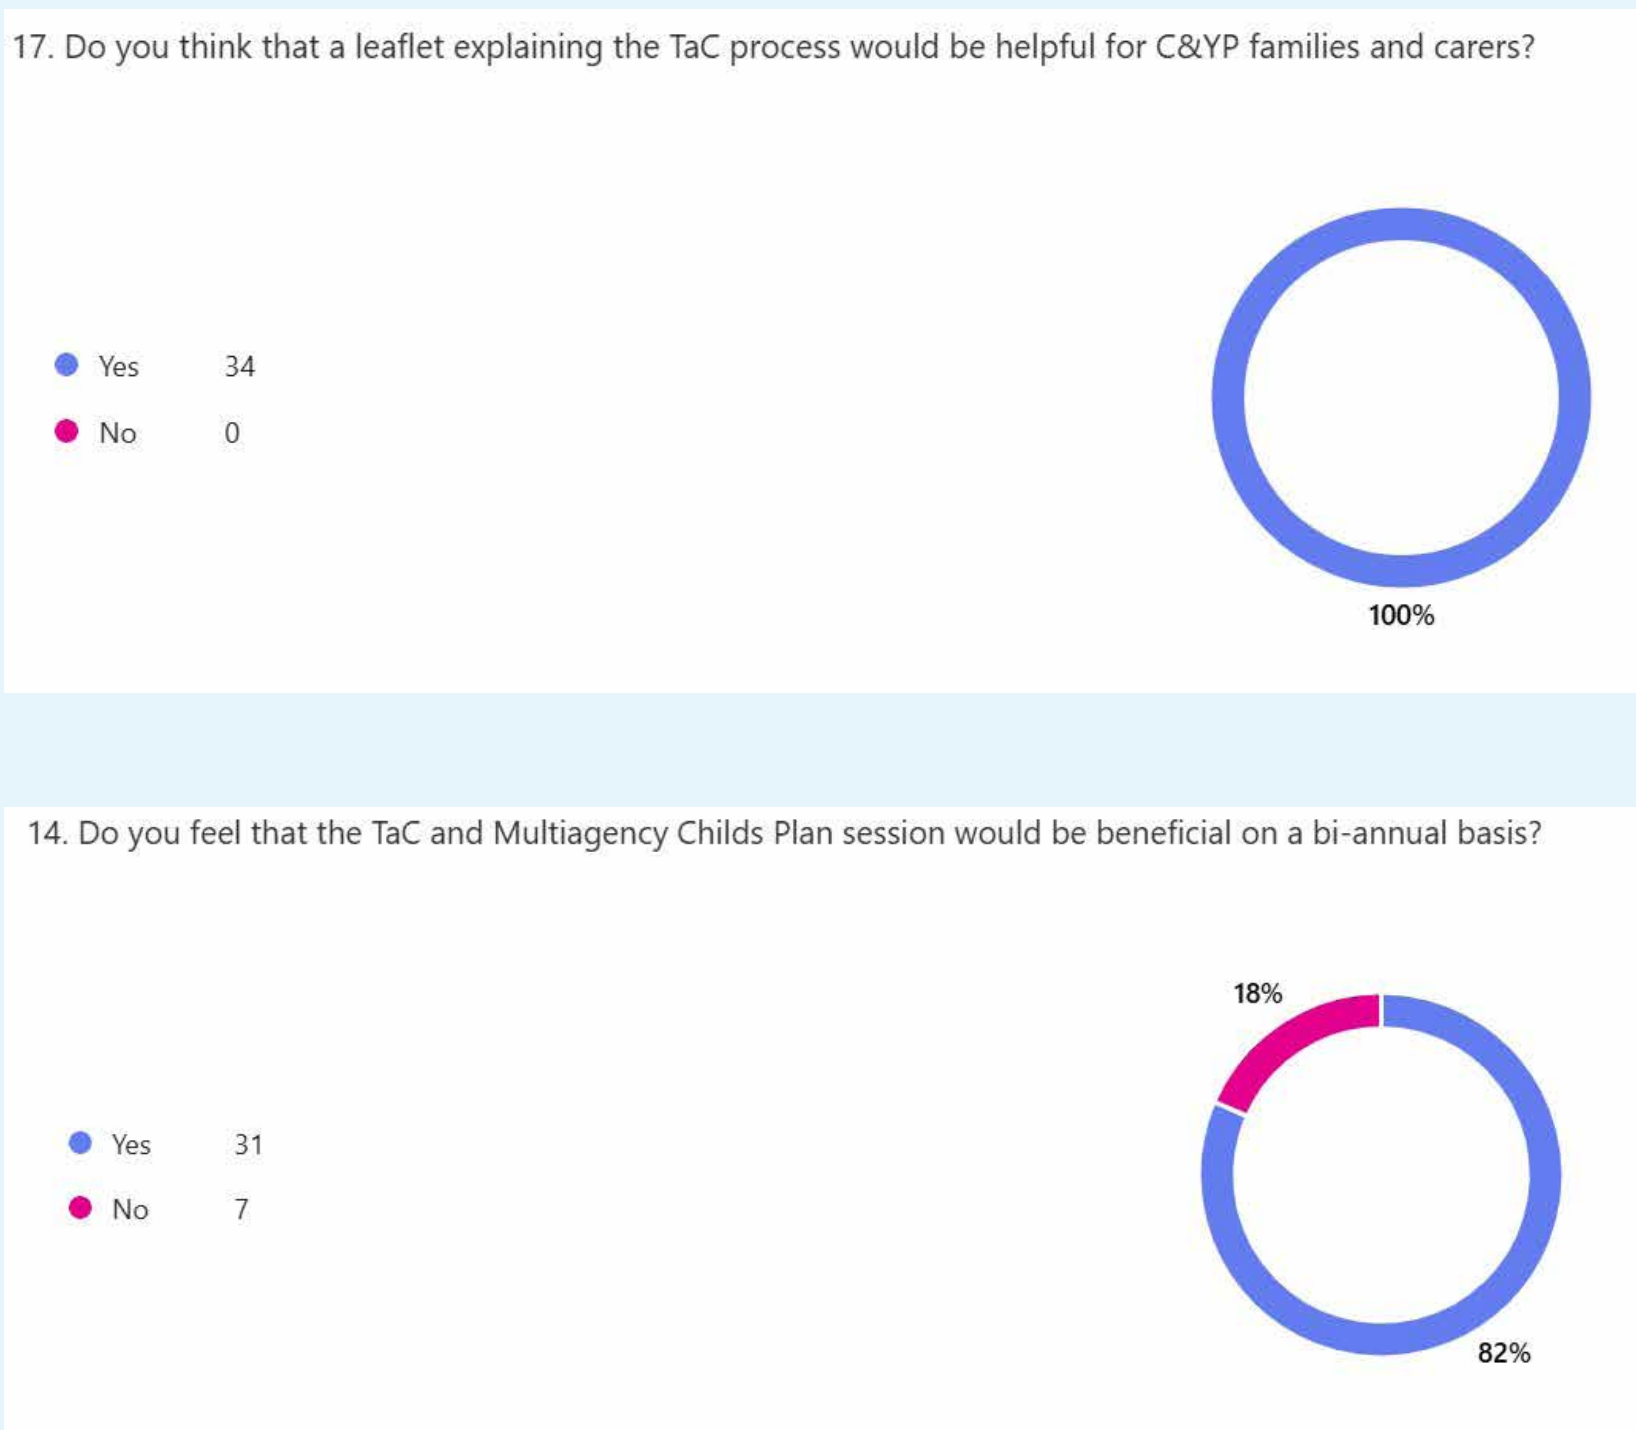 17. Do you think that a leaflet explaining the TaC process would be helpful for C&YP families and carers?
Yes 34
No 0
100%
14. Do you feel that the TaC and Multiagency Childs Plan session would be beneficial on a bi-annual basis?
18%
Yes 31
No 7
82%